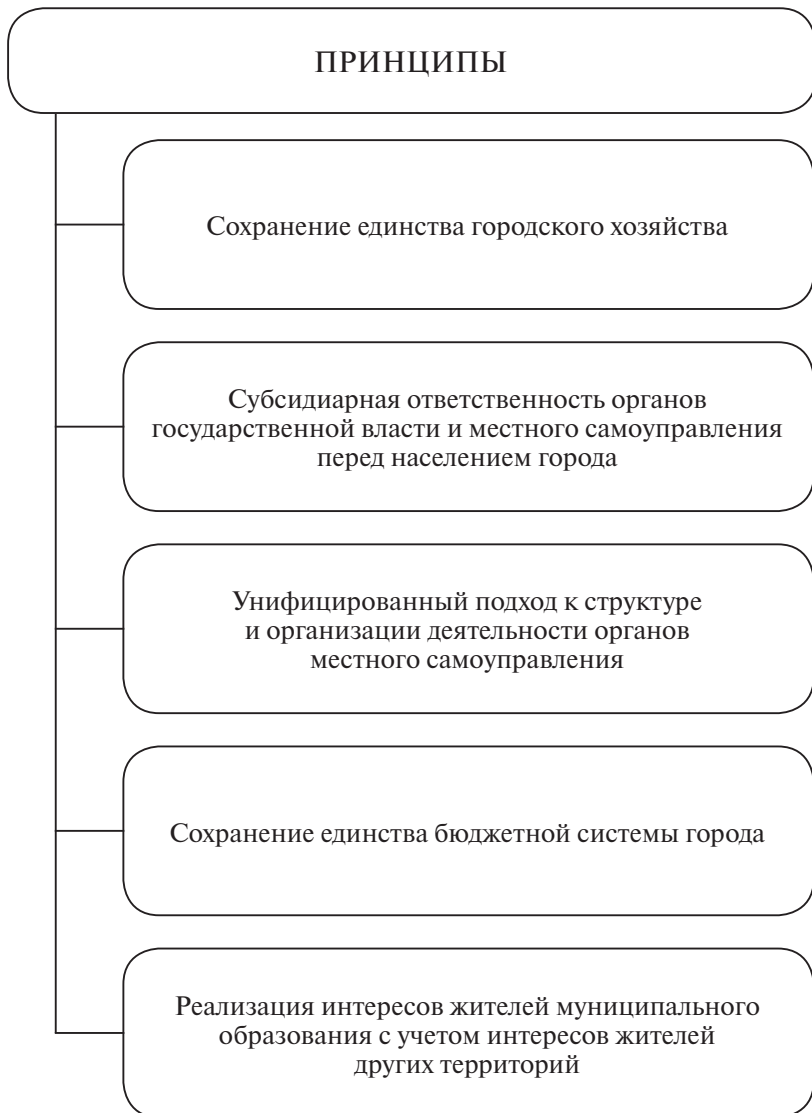 ПРИНЦИПЫ
Сохранение единства городского хозяйства
Субсидиарная ответственность органов
государственной власти и местного самоуправления
перед населением города
Унифицированный подход к структуре
и организации деятельности органов
местного самоуправления
Сохранение единства бюджетной системы города
Реализация интересов жителей муниципального
образования с учетом интересов жителей
других территорий